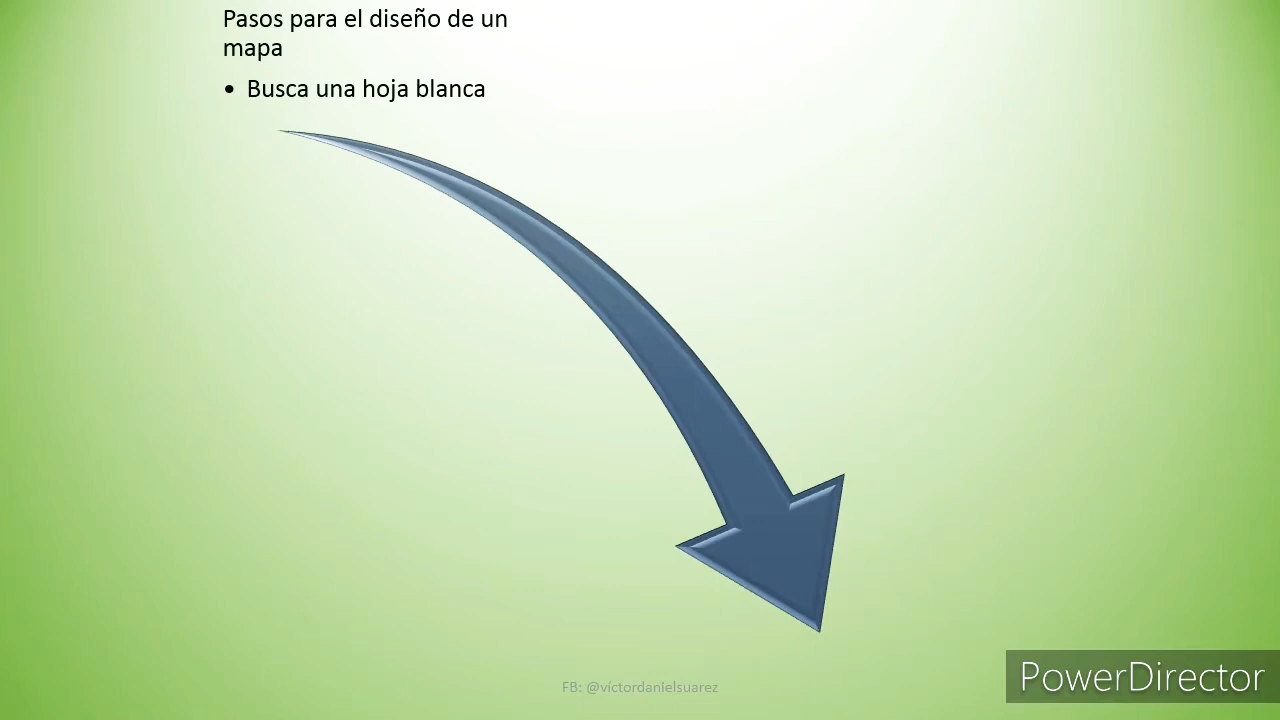 Pasos para el diseño de un
mapa
• Busca una hoja blanca
FB: @víctordanielsuarez
PowerDirector